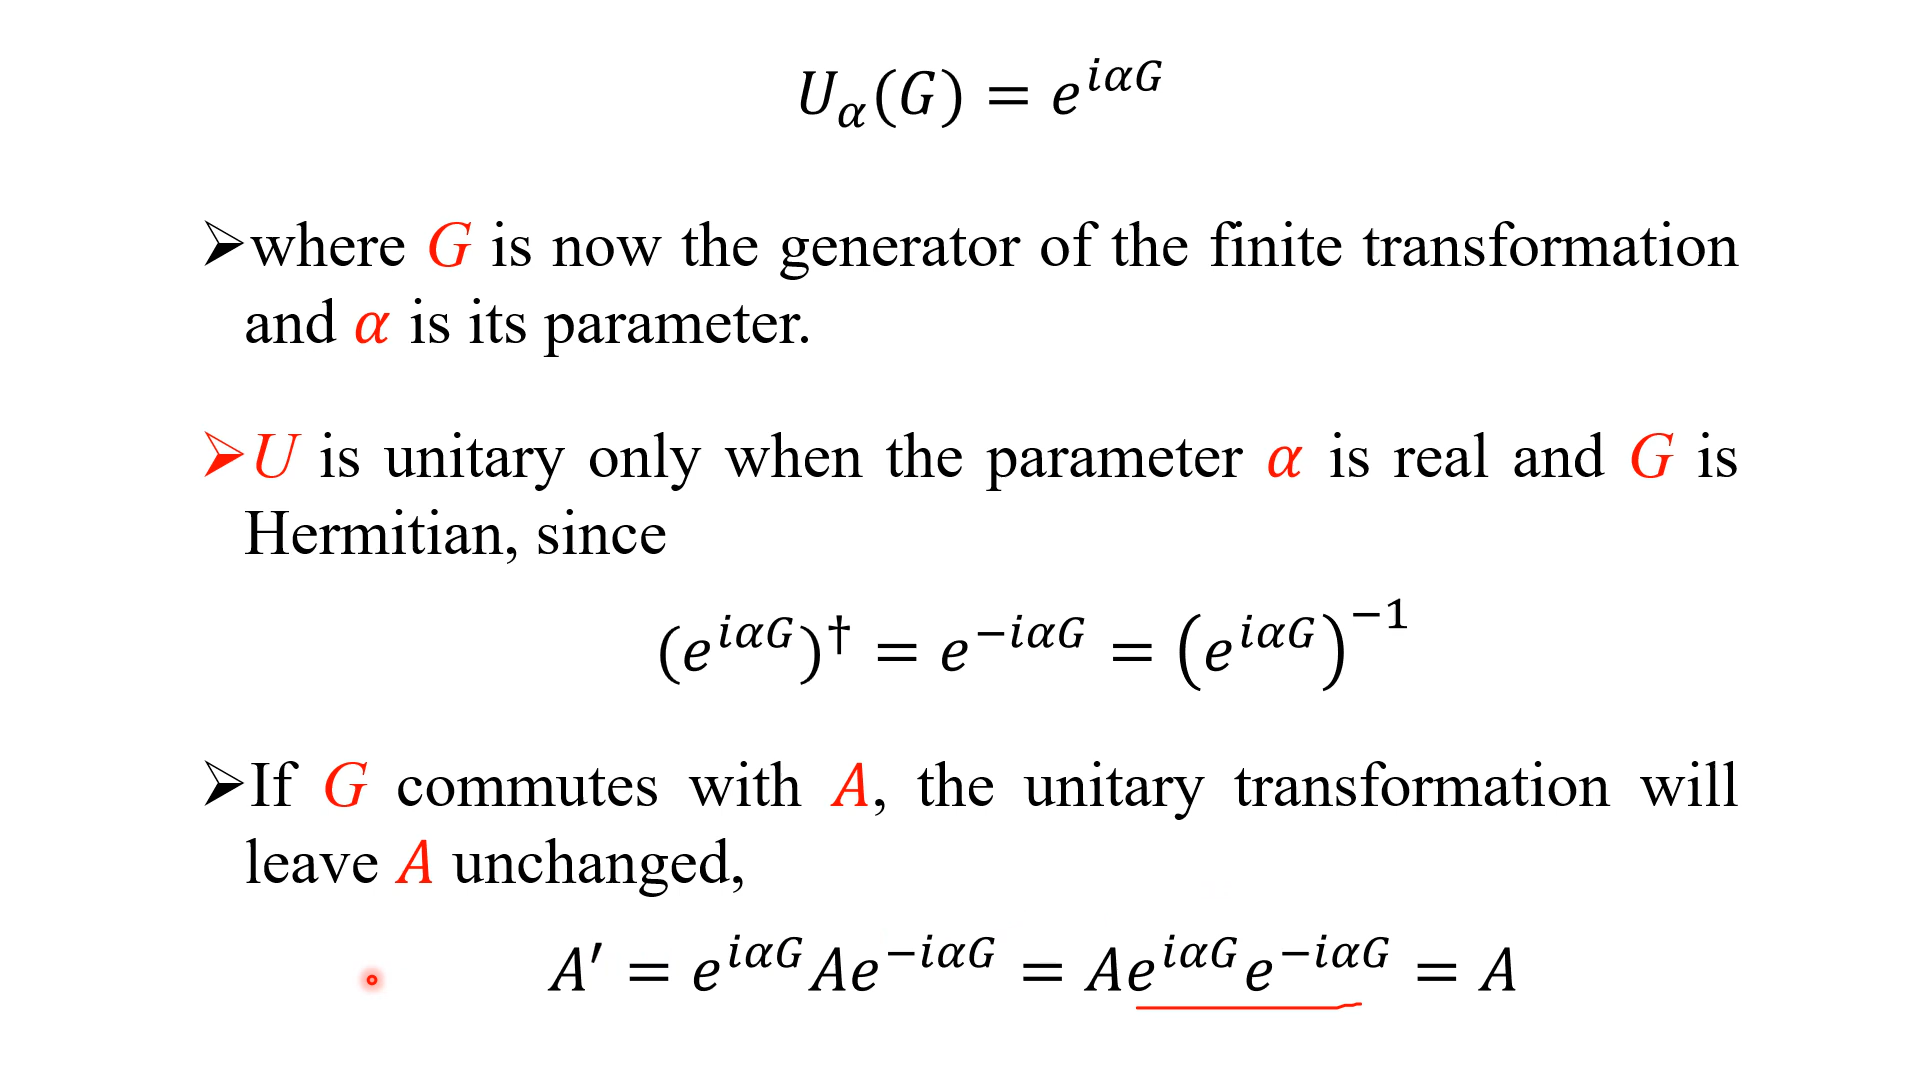 U_α(G) = e^{iαG}
➢where G is now the generator of the finite transformation
and α is its parameter.
➢U is unitary only when the parameter α is real and G is
Hermitian, since
(e^{iαG})^† = e^{−iαG} = (e^{iαG})^{−1}
➢If G commutes with A, the unitary transformation will
leave A unchanged,
A′ = e^{iαG}Ae^{−iαG} = Ae^{iαG}e^{−iαG} = A